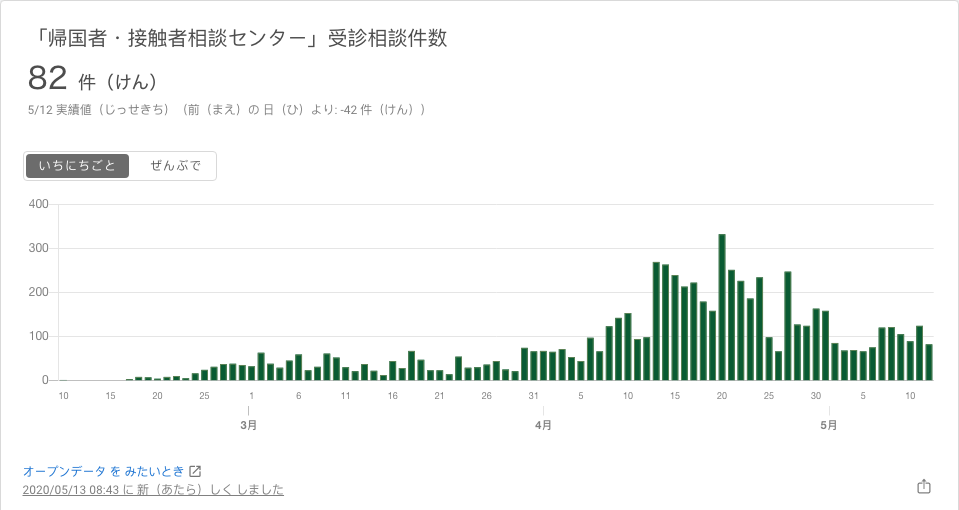 「帰国者・接触者相談センター」受診相談件数
82 件（けん）
5/12 実績値（じっせきち）（前（まえ）の 日（ひ）より: -42 件（けん））
いちにちごと ぜんぶで
400
300
200
100
0
10 15 20 25 1 6 11 16 21 26 31 5 10 15 20 25 30 5 10
3月 4月 5月
オープンデータ を みたいとき
2020/05/13 08:43 に 新（あたら）しく しました